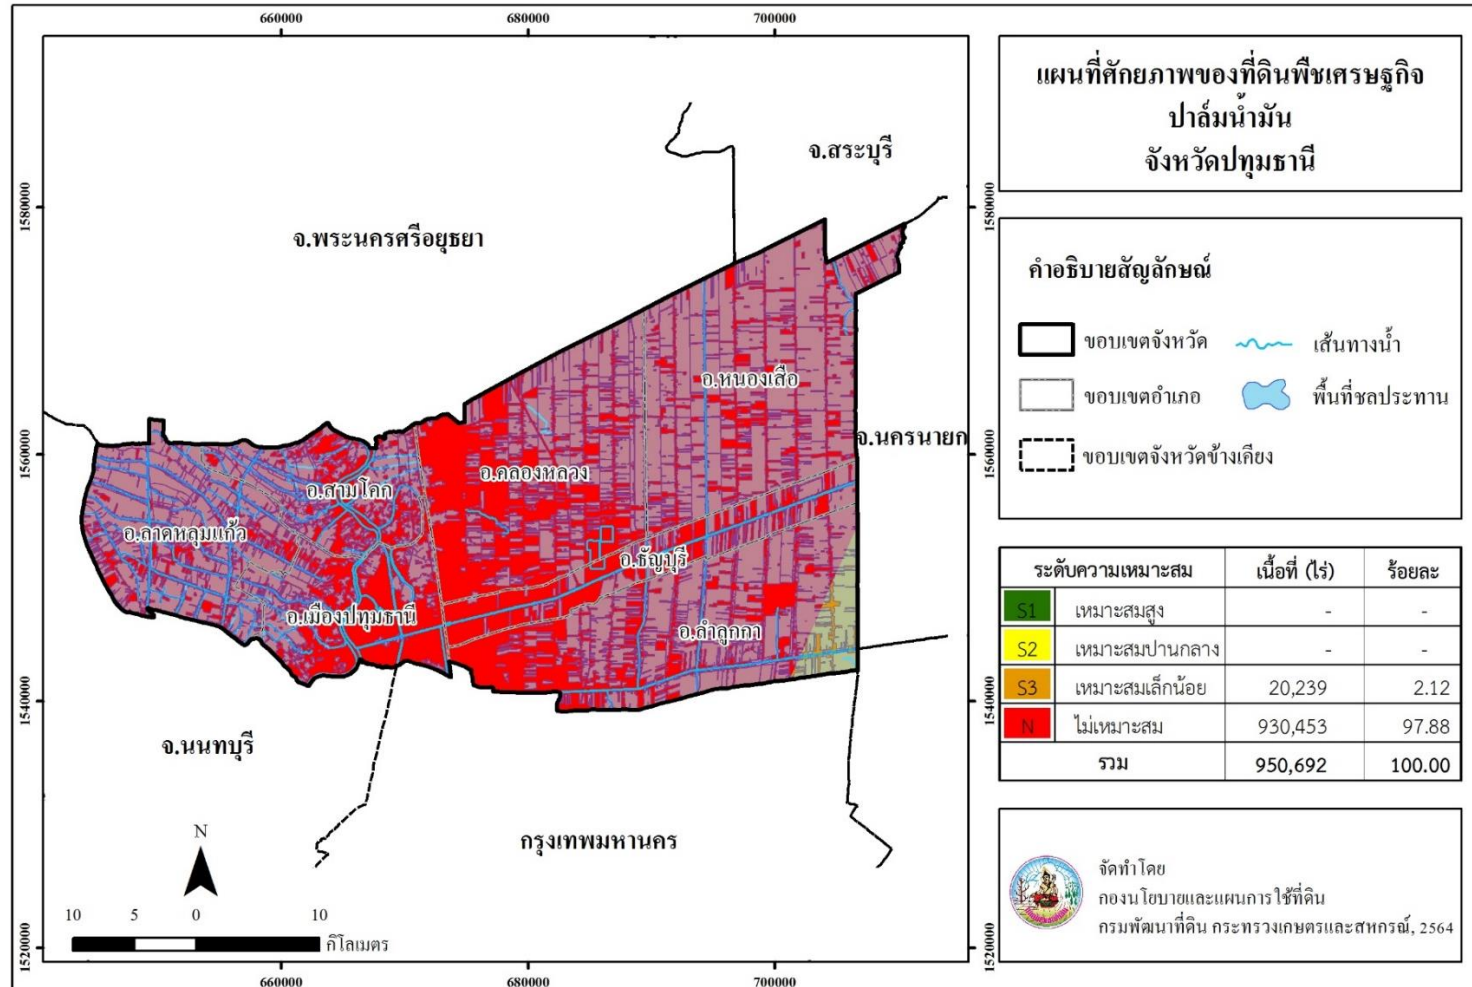 660000
680000
700000
แผนที่ศักยภาพของที่ดินพืชเศรษฐกิจ
ปาล์มน้ำมัน
จังหวัดปทุมธานี
จ.สระบุรี
1580000
1580000
จ.พระนครศรีอยุธยา
คำอธิบายสัญลักษณ์
ขอบเขตจังหวัด
เส้นทางน้ำ
ขอบเขตอำเภอ
พื้นที่ชลประทาน
ขอบเขตจังหวัดข้างเคียง
อ.หนองเสือ
จ.นครนายก
1560000
1560000
อ.คลองหลวง
อ.สามโคก
อ.ลาดหลุมแก้ว
อ.ธัญบุรี
อ.เมืองปทุมธานี
อ.ลำลูกกา
ระดับความเหมาะสม เนื้อที่ (ไร่) ร้อยละ
S1 เหมาะสมสูง - -
S2 เหมาะสมปานกลาง - -
S3 เหมาะสมเล็กน้อย 20,239 2.12
N ไม่เหมาะสม 930,453 97.88
รวม 950,692 100.00
1540000
1540000
จ.นนทบุรี
กรุงเทพมหานคร
N
10 5 0 10
กิโลเมตร
จัดทำโดย
กองนโยบายและแผนการใช้ที่ดิน
กรมพัฒนาที่ดิน กระทรวงเกษตรและสหกรณ์, 2564
1520000
1520000
660000
680000
700000